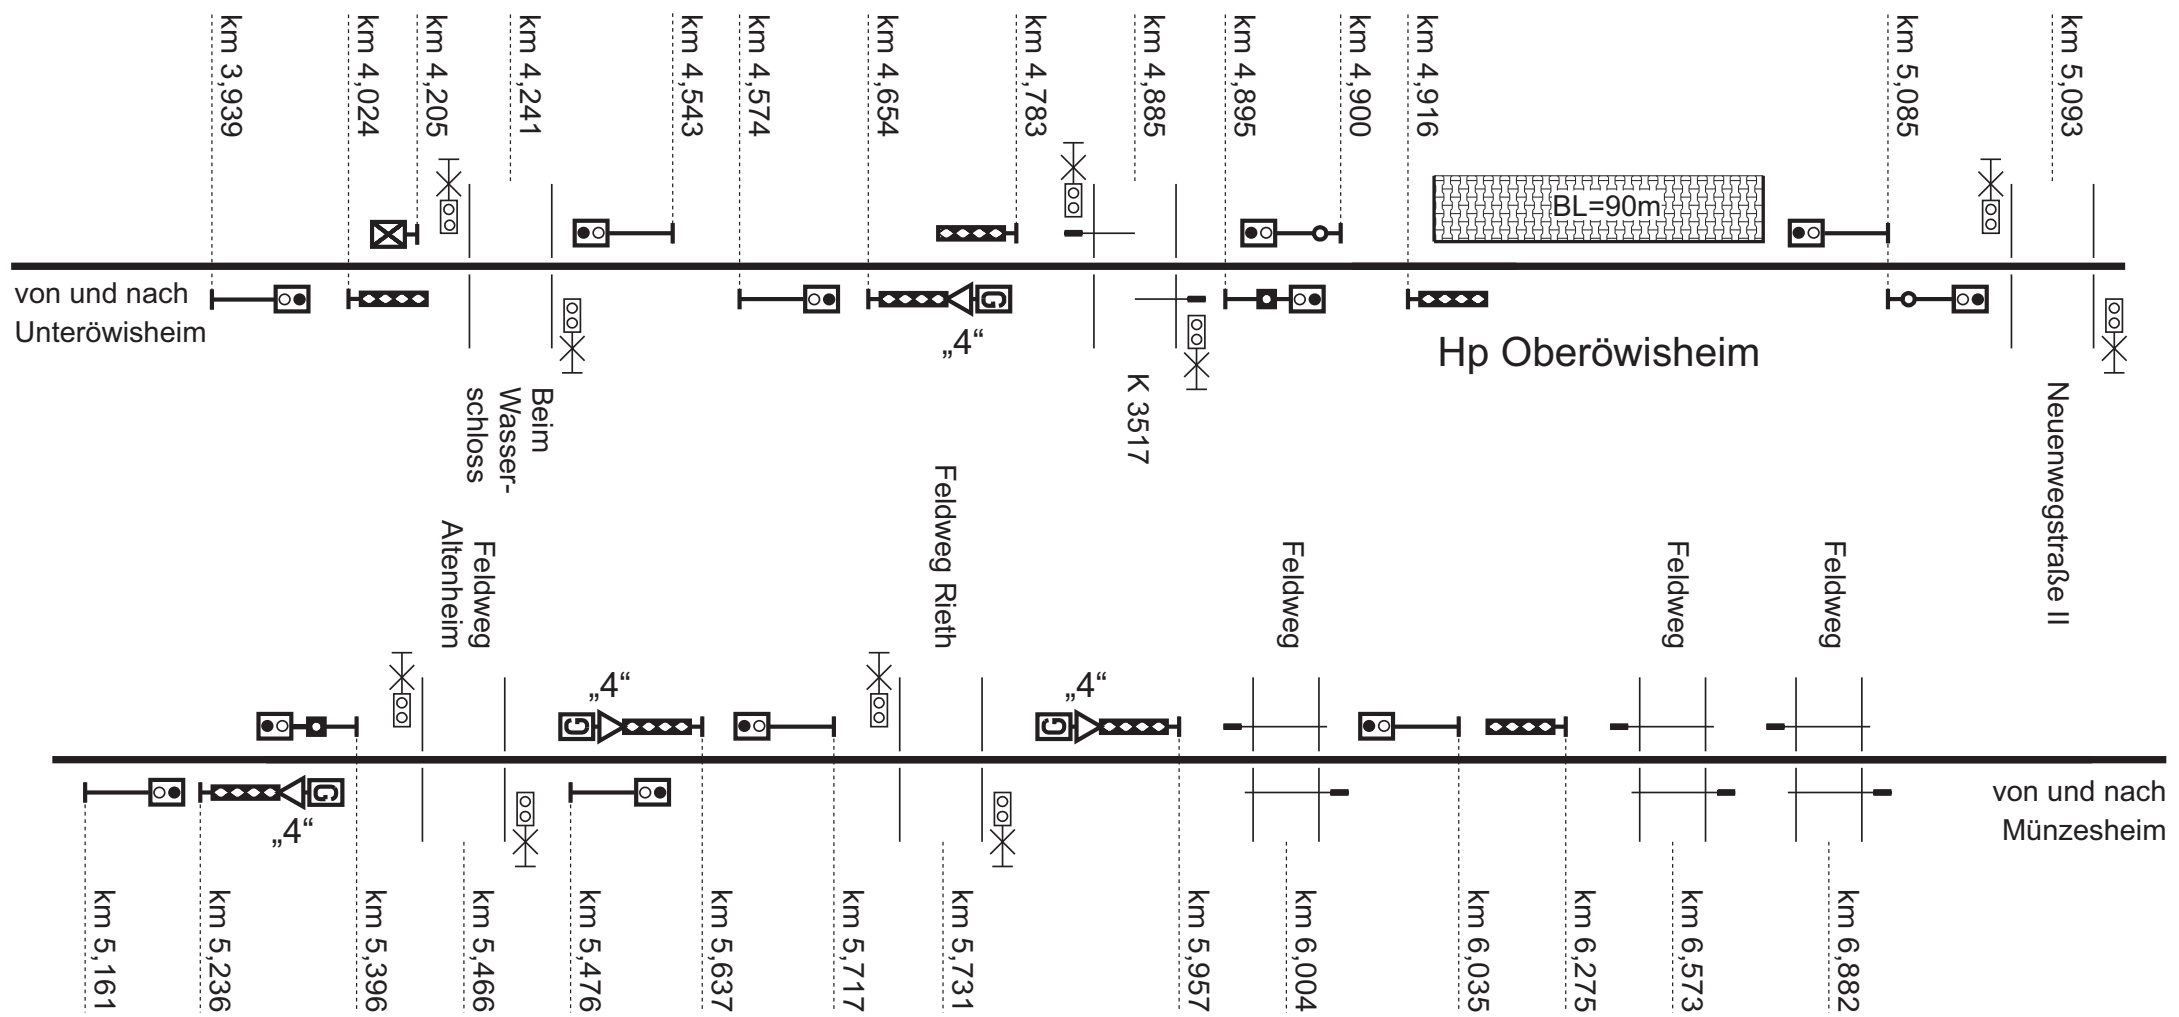 km 3,939
km 4,024
km 4,205
km 4,241
km 4,543
km 4,574
km 4,654
km 4,783
km 4,885
km 4,895
km 4,900
km 4,916
km 5,085
km 5,093
BL=90m
von und nach
Unteröwisheim
G
„4“
Hp Oberöwisheim
Beim
Wasser-
schloss
K 3517
Neuenwegstraße II
Feldweg
Altenheim
Feldweg Rieth
Feldweg
Feldweg
Feldweg
„4“
G
„4“
G
G
„4“
von und nach
Münzesheim
km 5,161
km 5,236
km 5,396
km 5,466
km 5,476
km 5,637
km 5,717
km 5,731
km 5,957
km 6,004
km 6,035
km 6,275
km 6,573
km 6,882